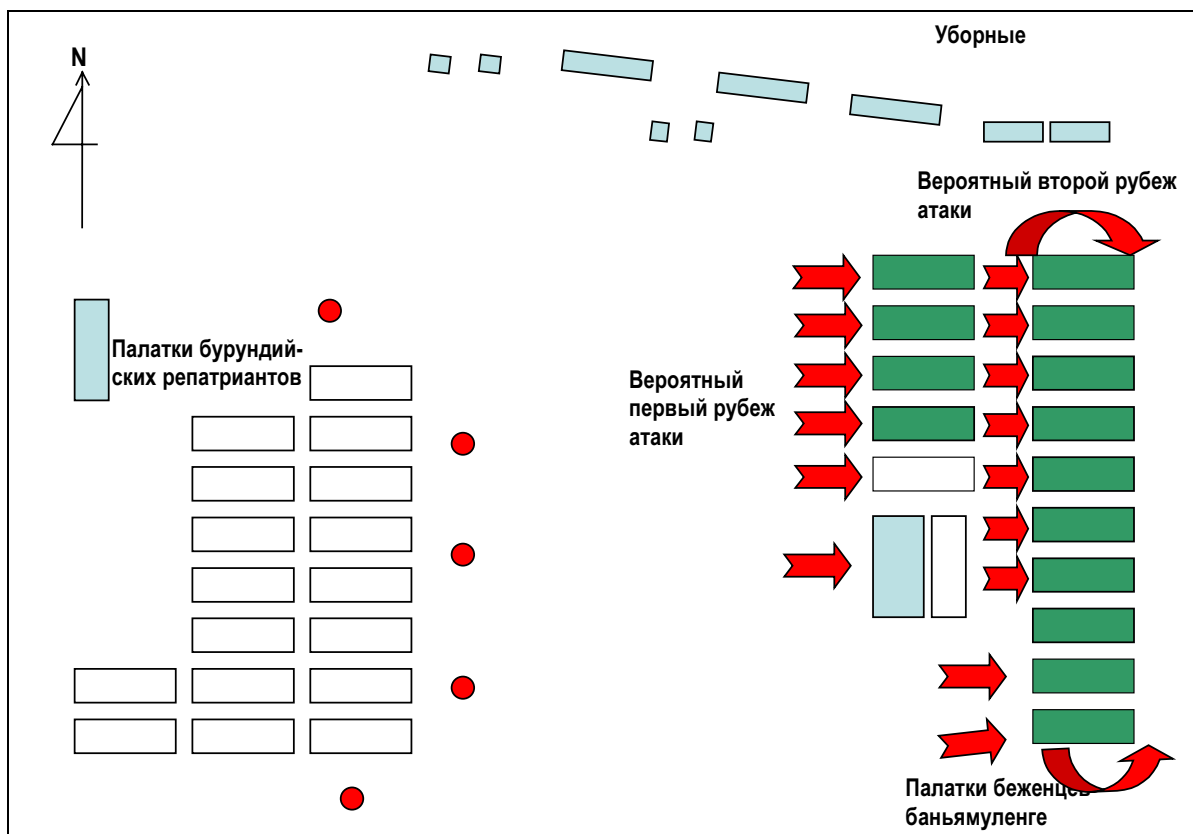 Уборные
N
Вероятный второй рубеж
атаки
Палатки бурундий-
ских репатриантов
Вероятный
первый рубеж
атаки
Палатки беженцев
баньямуленге